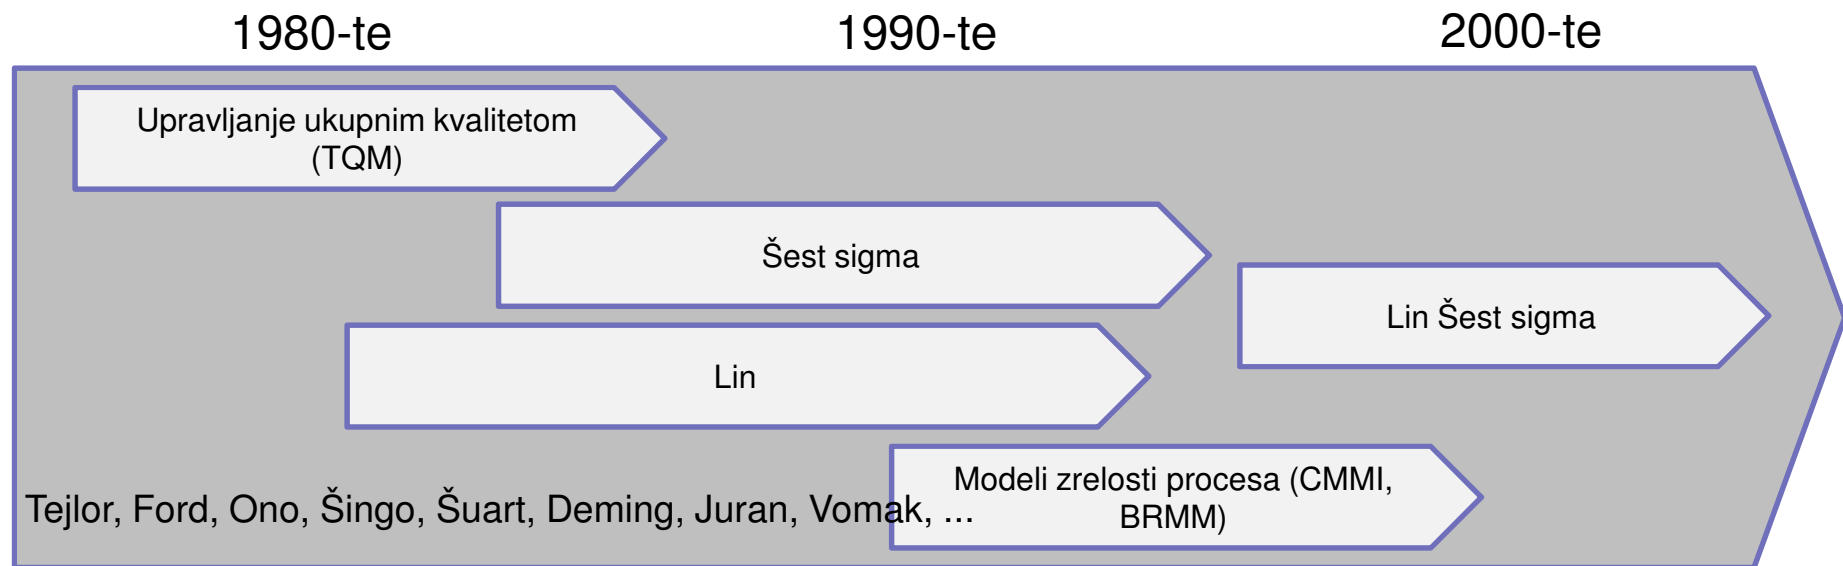 1980-te
1990-te
2000-te
Upravljanje ukupnim kvalitetom
(TQM)
Šest sigma
Lin Šest sigma
Lin
Modeli zrelosti procesa (CMMI,
BRMM)
Tejlor, Ford, Ono, Šingo, Šuart, Deming, Juran, Vomak, ...